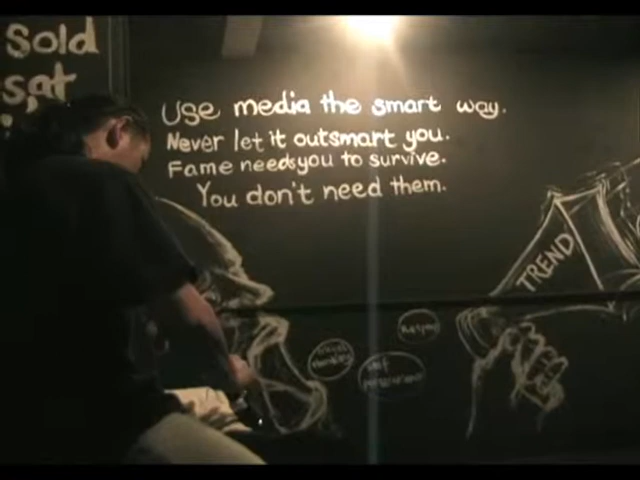 Sold
Use media the smart way.
Never let it outsmart you.
Fame needs you to survive.
You don't need them.
TREND